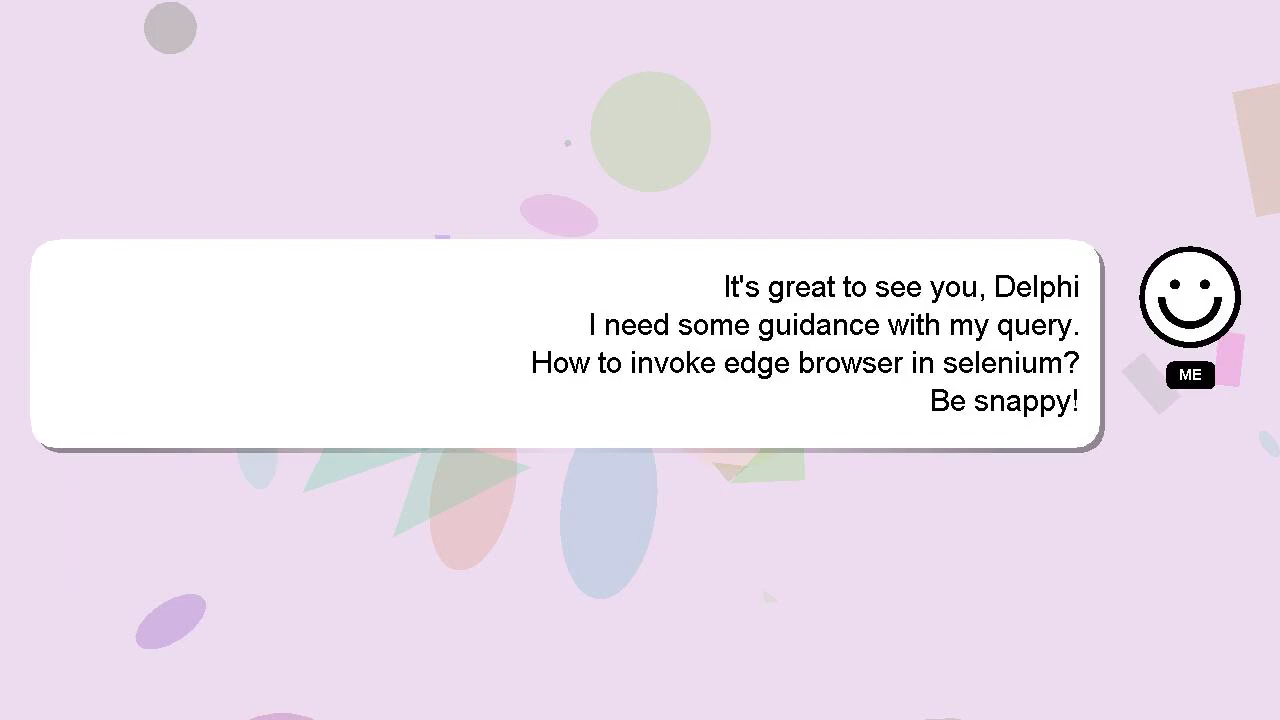 It's great to see you, Delphi
I need some guidance with my query.
How to invoke edge browser in selenium?
Be snappy!
ME